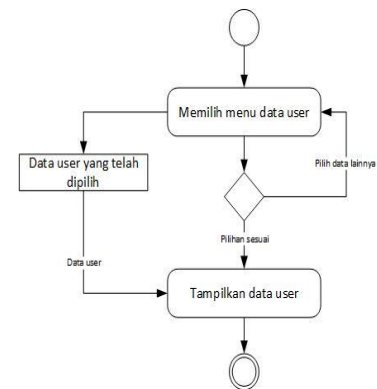 Memilih menu data user
Data user yang telah
dipilih
Pilih data lainnya
Pilihan sesuai
Data user
Tampilkan data user